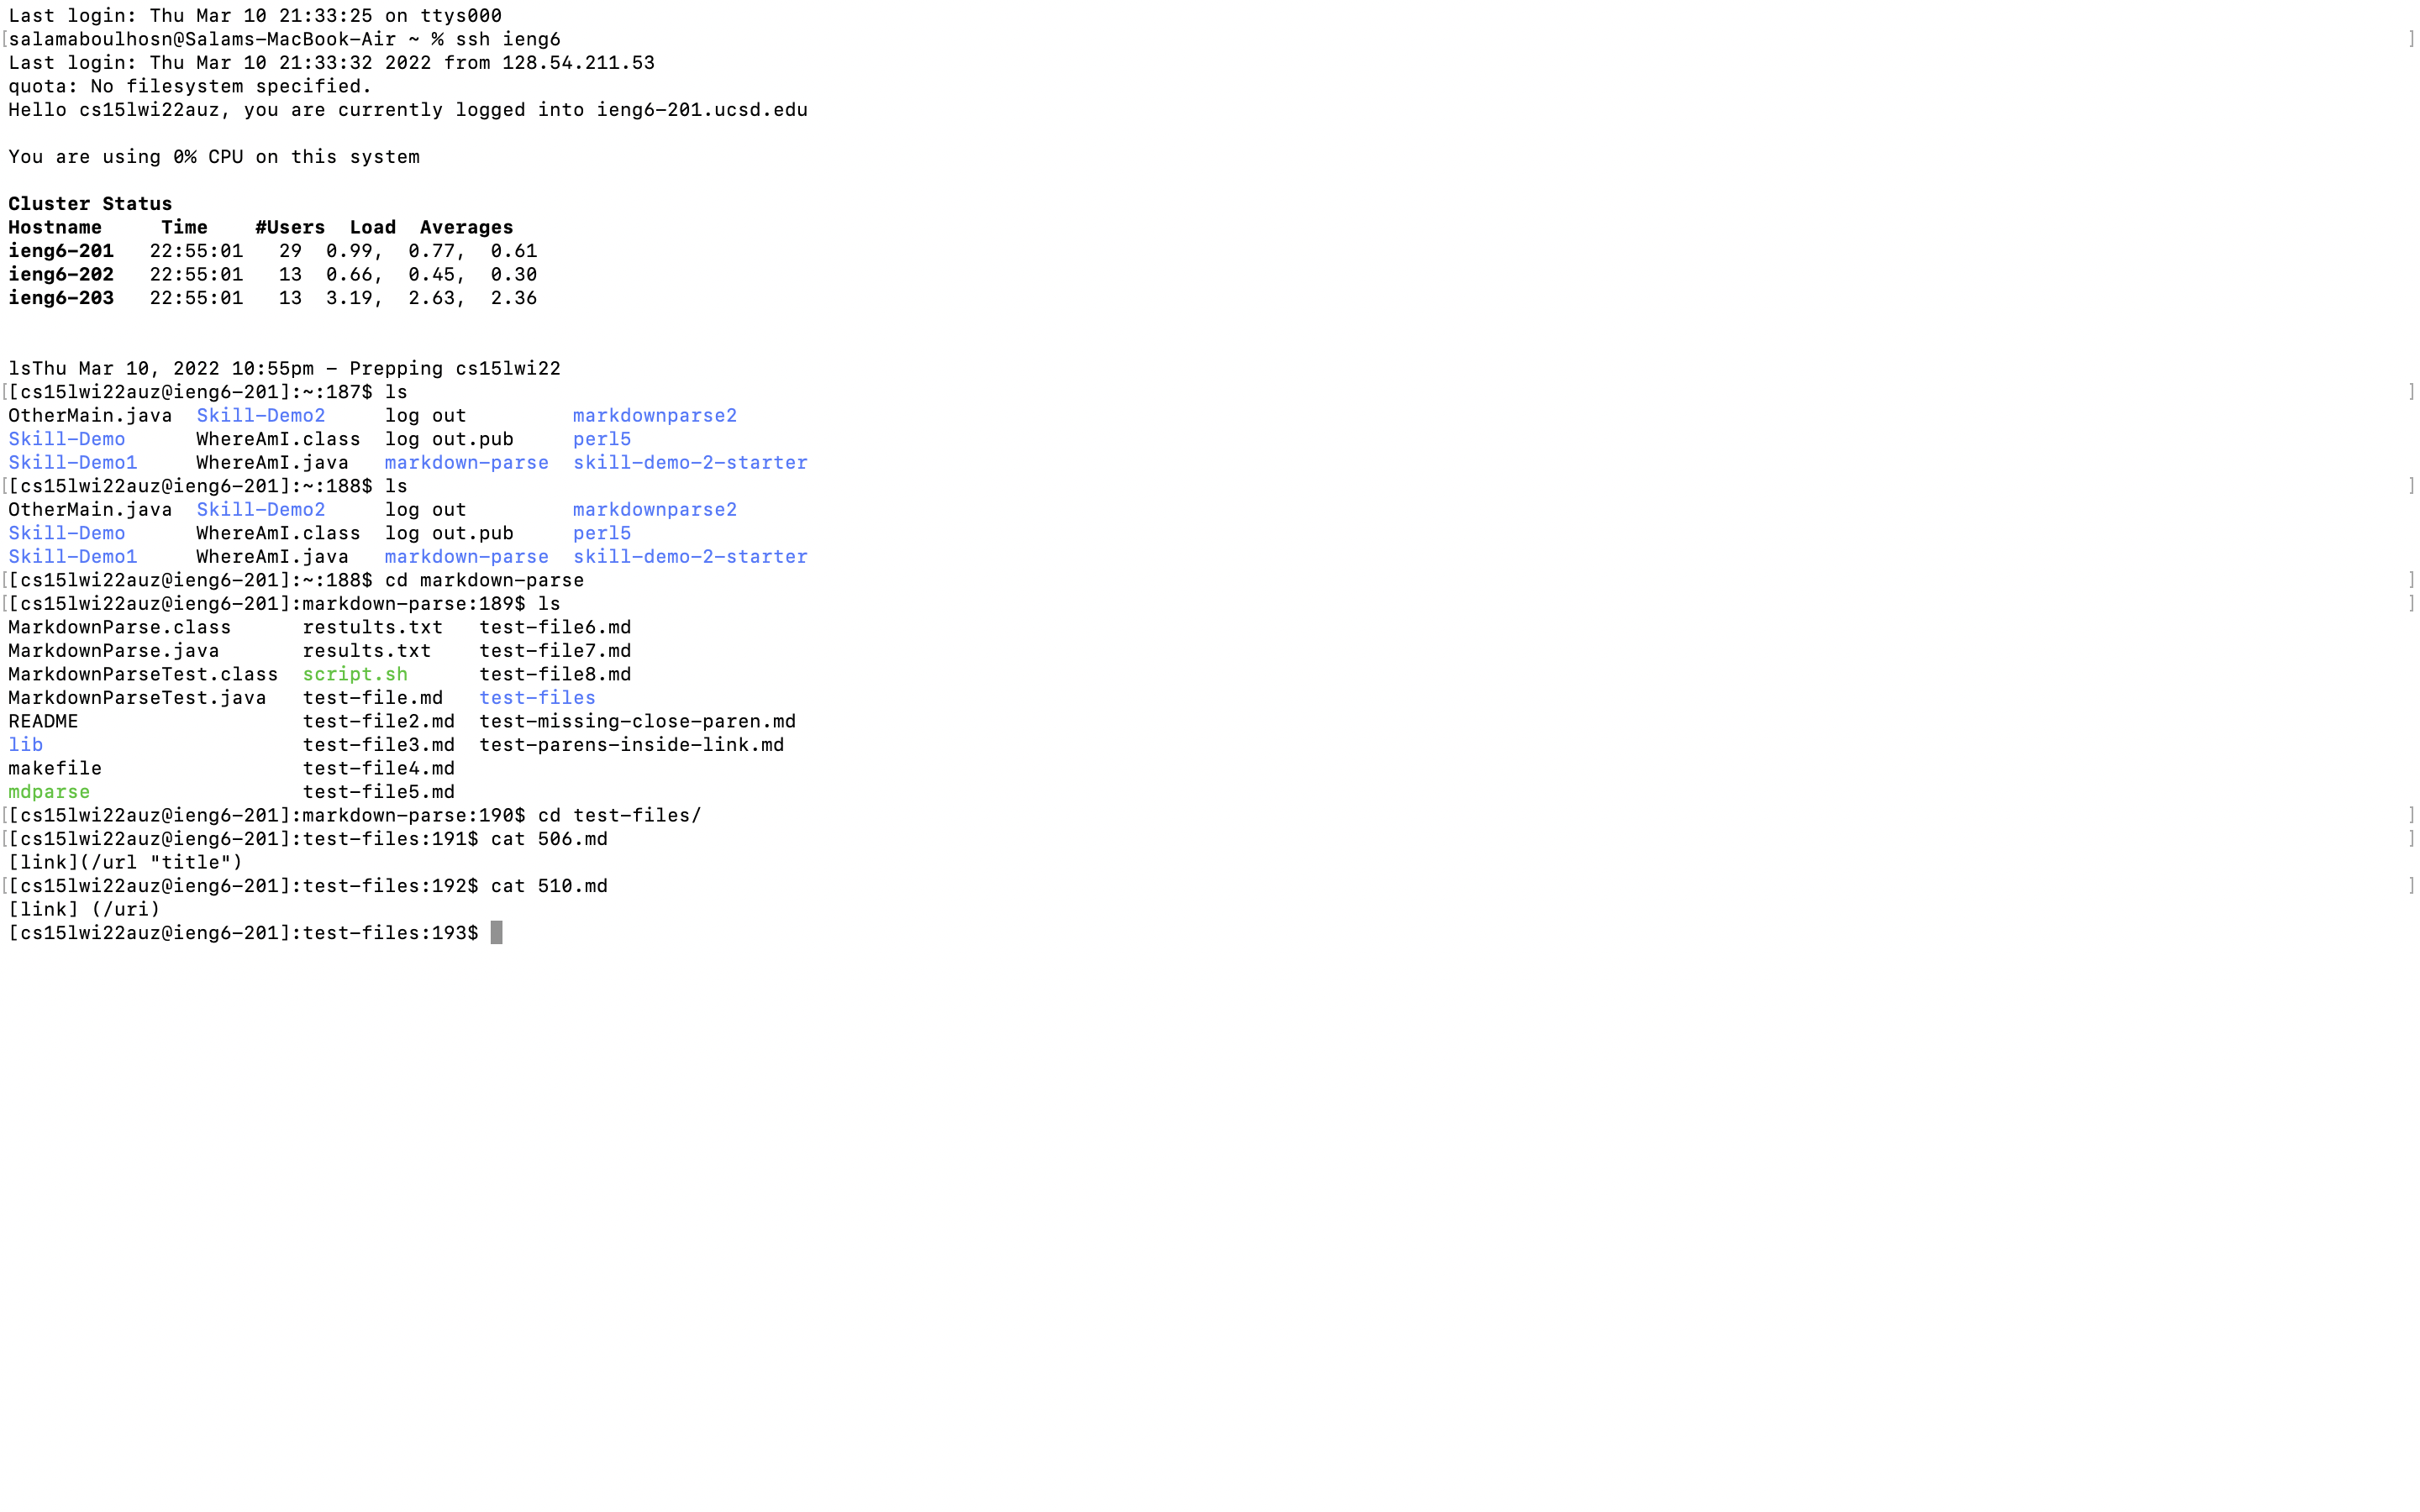 Last login: Thu Mar 10 21:33:25 on ttys000
[salamaboulhosn@Salams-MacBook-Air ~ % ssh ieng6 ]
Last login: Thu Mar 10 21:33:32 2022 from 128.54.211.53
quota: No filesystem specified.
Hello cs15lwi22auz, you are currently logged into ieng6-201.ucsd.edu
You are using 0% CPU on this system
Cluster Status
Hostname     Time    #Users  Load  Averages
ieng6-201   22:55:01   29  0.99,  0.77,  0.61
ieng6-202   22:55:01   13  0.66,  0.45,  0.30
ieng6-203   22:55:01   13  3.19,  2.63,  2.36
lsThu Mar 10, 2022 10:55pm - Prepping cs15lwi22
[[cs15lwi22auz@ieng6-201]:~:187$ ls ]
OtherMain.java  Skill-Demo2     log out         markdownparse2
Skill-Demo      WhereAmI.class  log out.pub     perl5
Skill-Demo1     WhereAmI.java   markdown-parse  skill-demo-2-starter
[[cs15lwi22auz@ieng6-201]:~:188$ ls ]
OtherMain.java  Skill-Demo2     log out         markdownparse2
Skill-Demo      WhereAmI.class  log out.pub     perl5
Skill-Demo1     WhereAmI.java   markdown-parse  skill-demo-2-starter
[[cs15lwi22auz@ieng6-201]:~:188$ cd markdown-parse ]
[[cs15lwi22auz@ieng6-201]:markdown-parse:189$ ls ]
MarkdownParse.class      restults.txt   test-file6.md
MarkdownParse.java       results.txt    test-file7.md
MarkdownParseTest.class  script.sh      test-file8.md
MarkdownParseTest.java   test-file.md   test-files
README                   test-file2.md  test-missing-close-paren.md
lib                      test-file3.md  test-parens-inside-link.md
makefile                 test-file4.md
mdparse                  test-file5.md
[[cs15lwi22auz@ieng6-201]:markdown-parse:190$ cd test-files/ ]
[[cs15lwi22auz@ieng6-201]:test-files:191$ cat 506.md ]
[link](/url "title")
[[cs15lwi22auz@ieng6-201]:test-files:192$ cat 510.md ]
[link] (/uri)
[cs15lwi22auz@ieng6-201]:test-files:193$